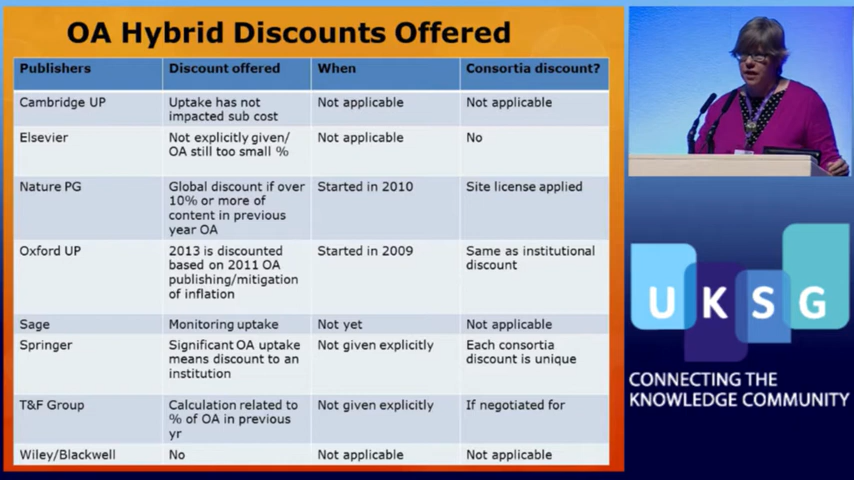 OA Hybrid Discounts Offered
Publishers Discount offered When Consortia discount?
Cambridge UP Uptake has not Not applicable Not applicable
impacted sub cost
Elsevier Not explicitly given/ Not applicable No
OA still too small %
Nature PG Global discount if over Started in 2010 Site license applied
10% or more of
content in previous
year OA
Oxford UP 2013 is discounted Started in 2009 Same as institutional
based on 2011 OA discount
publishing/mitigation
of inflation
Sage Monitoring uptake Not yet Not applicable
Springer Significant OA uptake Not given explicitly Each consortia
means discount to an discount is unique
institution
T&F Group Calculation related to Not given explicitly If negotiated for
% of OA in previous
yr
Wiley/Blackwell No Not applicable Not applicable
UKSG
CONNECTING THE
KNOWLEDGE COMMUNITY